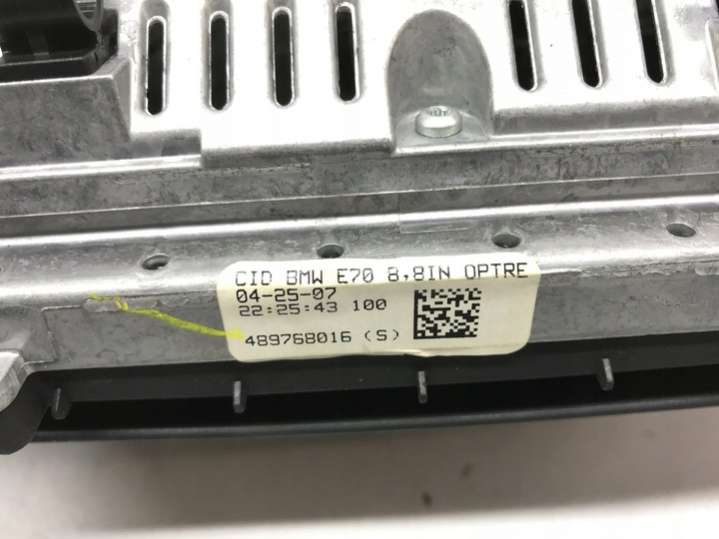 CID BMW E70 8,8IN OPTRE
04-25-07
22:25:43 100
489768016 (S)